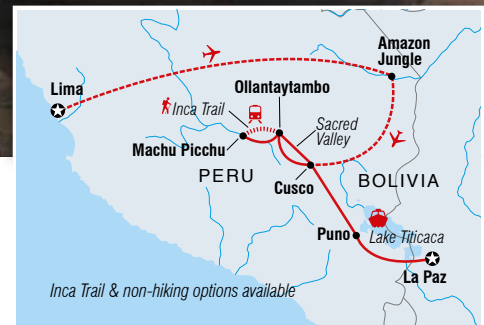 Amazon
Jungle
Lima
Ollantaytambo
Inca Trail
Sacred
Valley
Machu Picchu
PERU
Cusco
BOLIVIA
Puno
Lake Titicaca
La Paz
Inca Trail & non-hiking options available